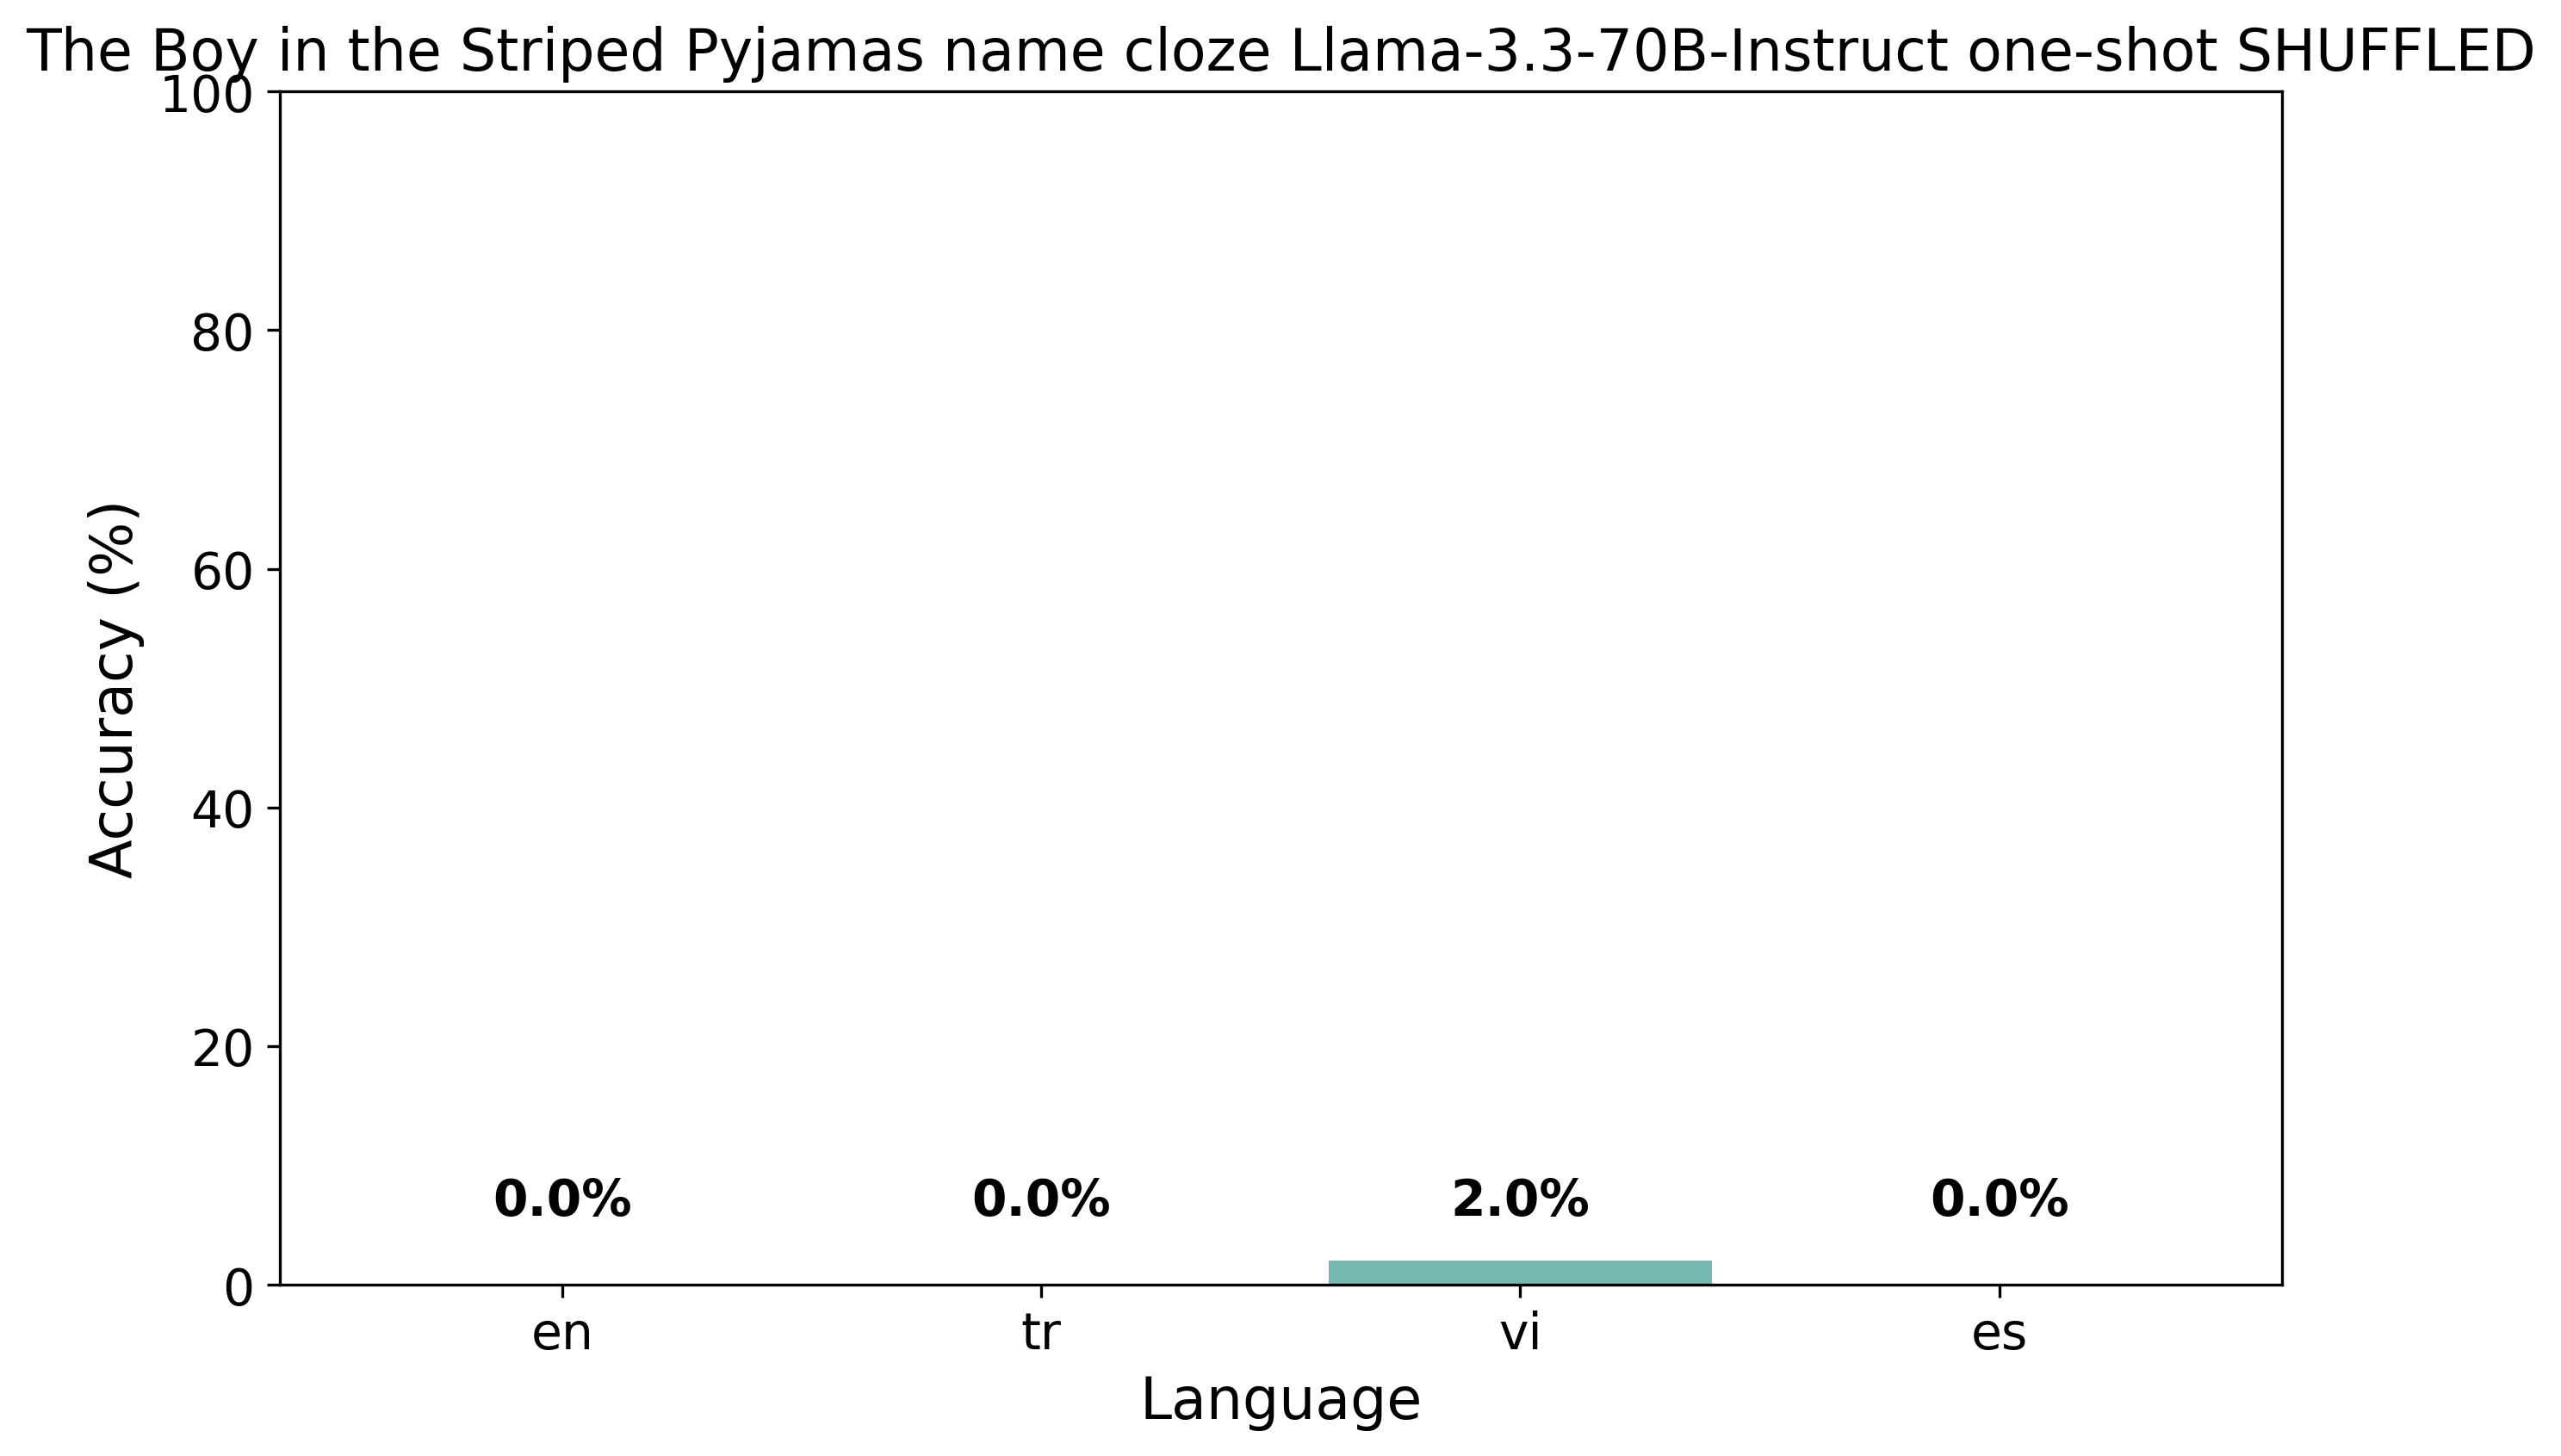 The Boy in the Striped Pyjamas name cloze Llama-3.3-70B-Instruct one-shot SHUFFLED
100
80
60
40
20
0
Accuracy (%)
0.0%
0.0%
2.0%
0.0%
en
tr
vi
es
Language